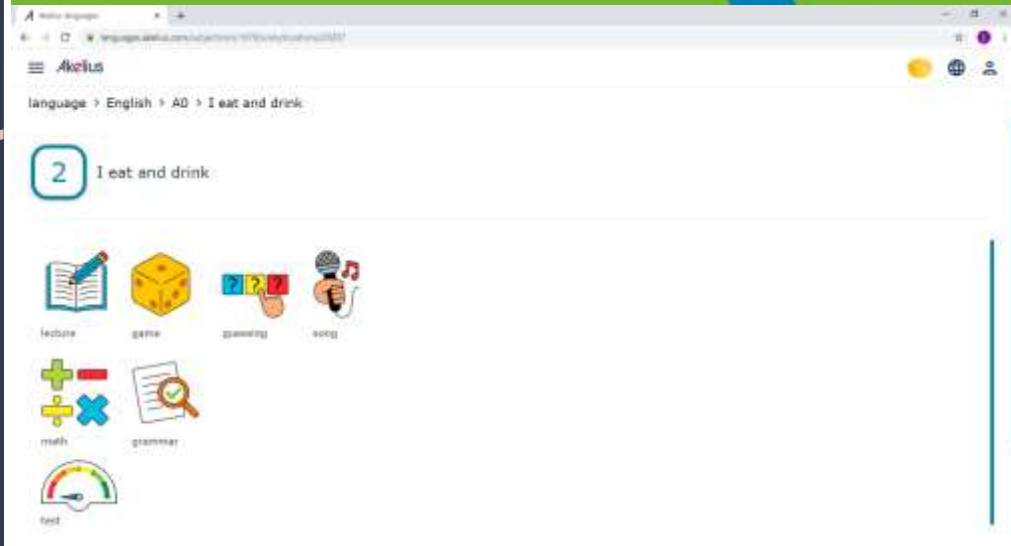 Akelius
language > English > A0 > I eat and drink
2
I eat and drink
? ? ?
lecture
game
guessing
song
math
grammar
test